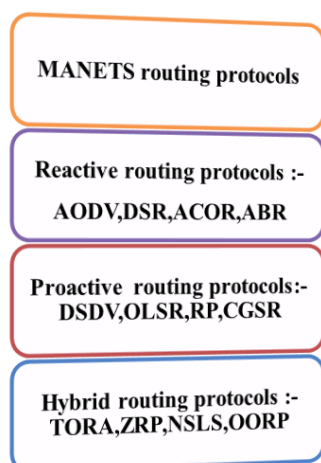 MANETS routing protocols
Reactive routing protocols :-
AODV,DSR,ACOR,ABR
Proactive routing protocols:-
DSDV,OLSR,RP,CGSR
Hybrid routing protocols :-
TORA,ZRP,NSLS,OORP